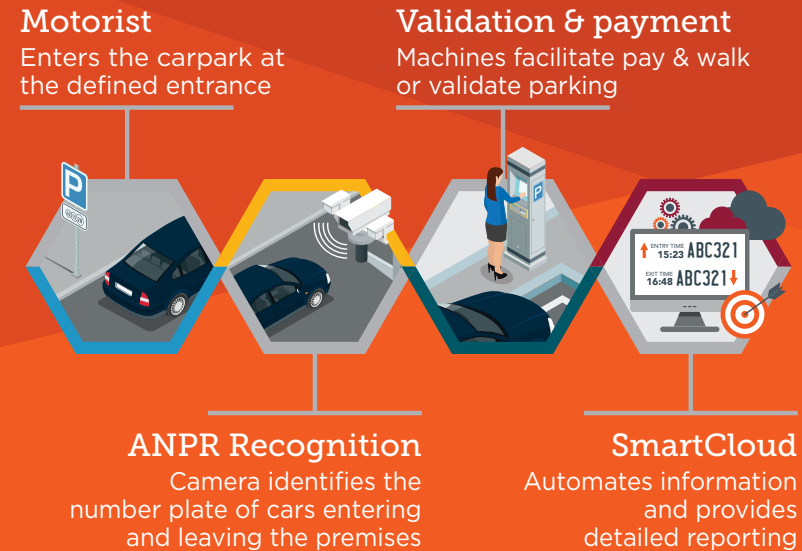 Motorist
Enters the carpark at
the defined entrance
Validation & payment
Machines facilitate pay & walk
or validate parking
P
P
ENTRY TIME
15:23 ABC321
EXIT TIME
16:48 ABC321
ANPR Recognition
Camera identifies the
number plate of cars entering
and leaving the premises
SmartCloud
Automates information
and provides
detailed reporting